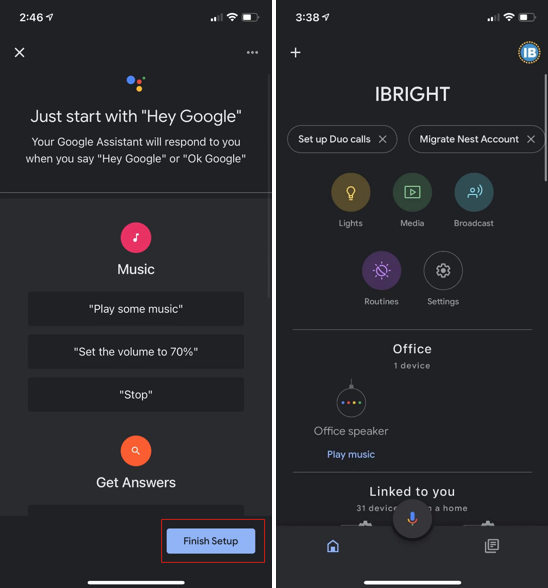 2:46
Just start with "Hey Google"
Your Google Assistant will respond to you
when you say "Hey Google" or "Ok Google"
Music
"Play some music"
"Set the volume to 70%"
"Stop"
Get Answers
Finish Setup
3:38
IB
IBRIGHT
Set up Duo calls
Migrate Nest Account
Lights
Media
Broadcast
Routines
Settings
Office
1 device
Office speaker
Play music
Linked to you
31 device n a home